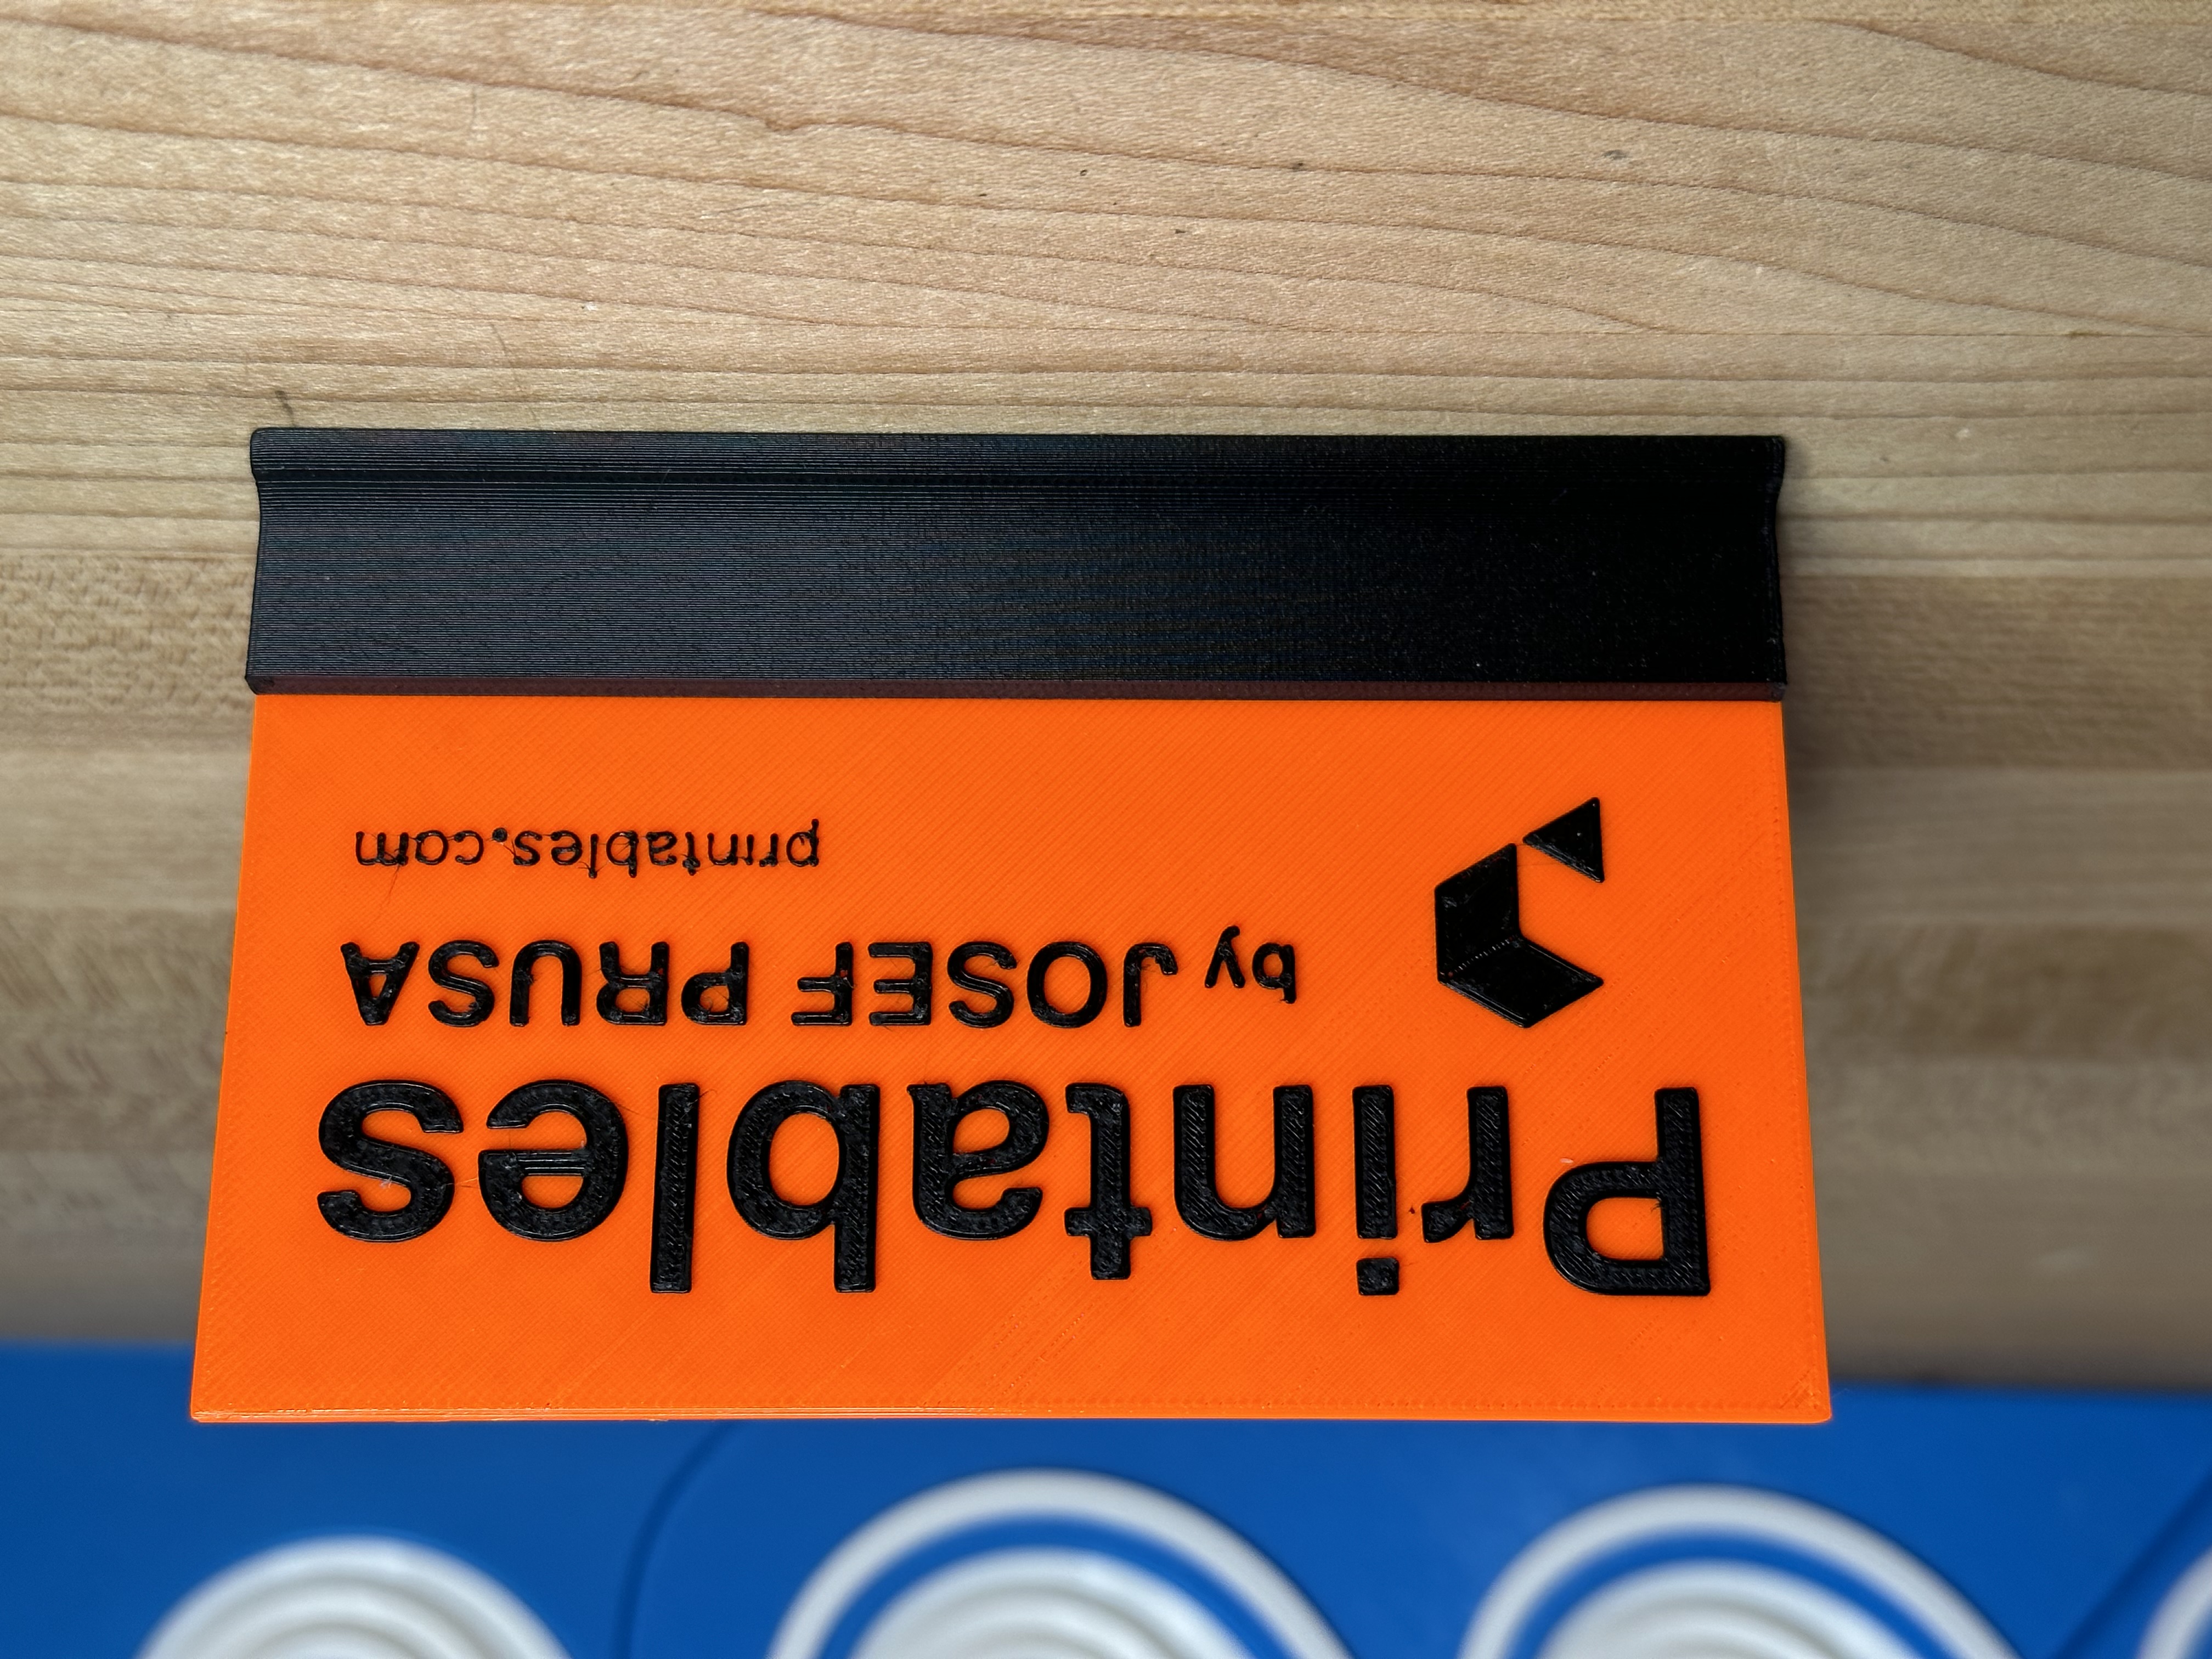 Printables
by JOSEF PRUSA
printables.com